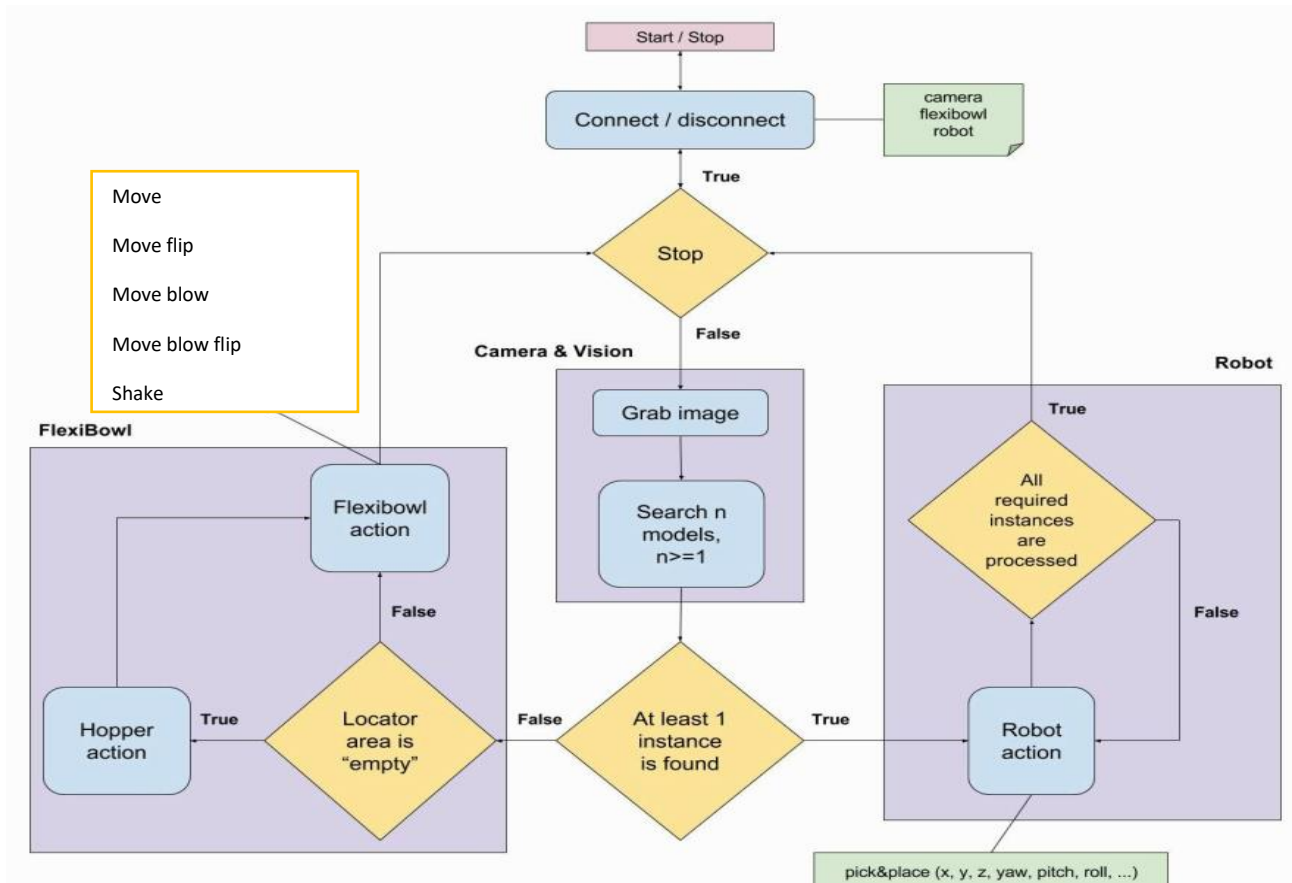 Start / Stop
Connect / disconnect
camera
flexibowl
robot
True
Move
Move flip
Move blow
Move blow flip
Shake
Stop
False
Camera & Vision
Robot
Grab image
True
FlexiBowl
Flexibowl
action
Search n
models,
n>=1
All
required
instances
are
processed
False
False
Hopper
action
True
Locator
area is
“empty”
False
At least 1
instance
is found
True
Robot
action
pick&place (x, y, z, yaw, pitch, roll, ...)